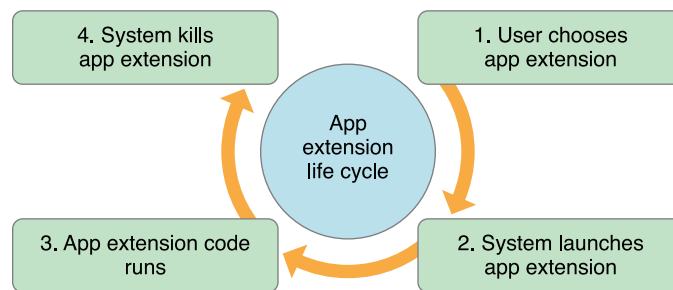 4. System kills
app extension
1. User chooses
app extension
App
extension
life cycle
3. App extension code
runs
2. System launches
app extension